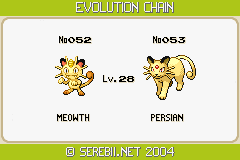 EVOLUTION CHAIN
No052 No053
Lv.28
MEOWTH PERSIAN
© SEREBII.NET 2004